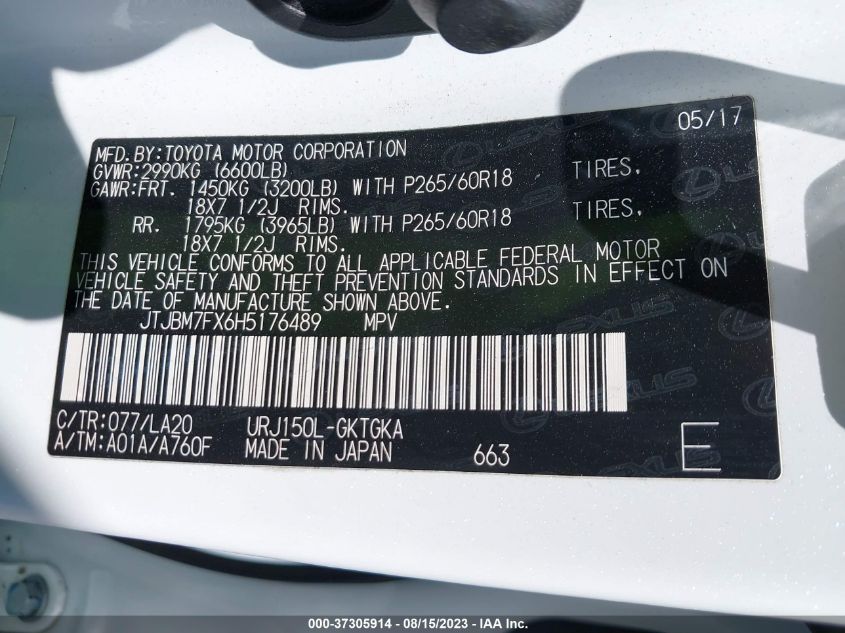 05/17
MFD.BY:TOYOTA MOTOR CORPORATION
GVWR:2990KG (6600LB)
GAWR:FRT. 1450KG (3200LB) WITH P265/60R18 TIRES,
18X7 1/2J RIMS.
RR. 1795KG (3965LB) WITH P265/60R18 TIRES,
18X7 1/2J RIMS.
THIS VEHICLE CONFORMS TO ALL APPLICABLE FEDERAL MOTOR
VEHICLE SAFETY AND THEFT PREVENTION STANDARDS IN EFFECT ON
THE DATE OF MANUFACTURE SHOWN ABOVE.
JTJBM7FX6H5176489 MPV
C/TR:077/LA20 URJ150L-GKTGKA
A/TM:A01A/A760F MADE IN JAPAN 663 E
000-37305914 - 08/15/2023 - IAA Inc.